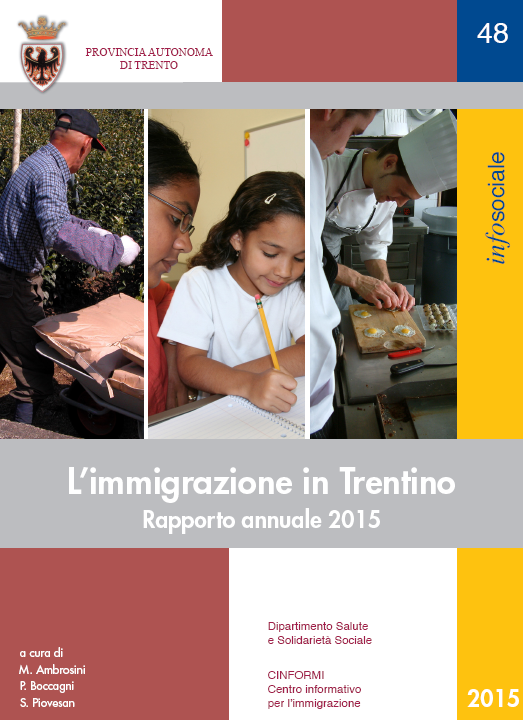 PROVINCIA AUTONOMA
DI TRENTO
48
infosociale
L'immigrazione in Trentino
Rapporto annuale 2015
a cura di
M. Ambrosini
P. Boccagni
S. Piovesan
Dipartimento Salute
e Solidarietà Sociale
CINFORMI
Centro informativo
per l'immigrazione
2015